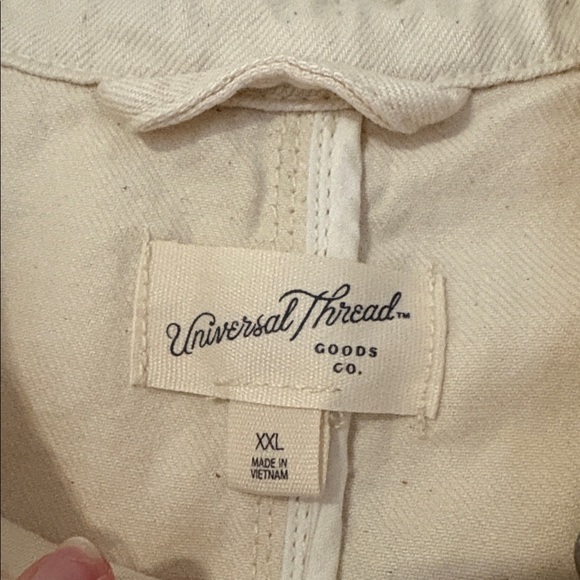 Universal Thread™
GOODS
CO.
XXL
MADE IN
VIETNAM